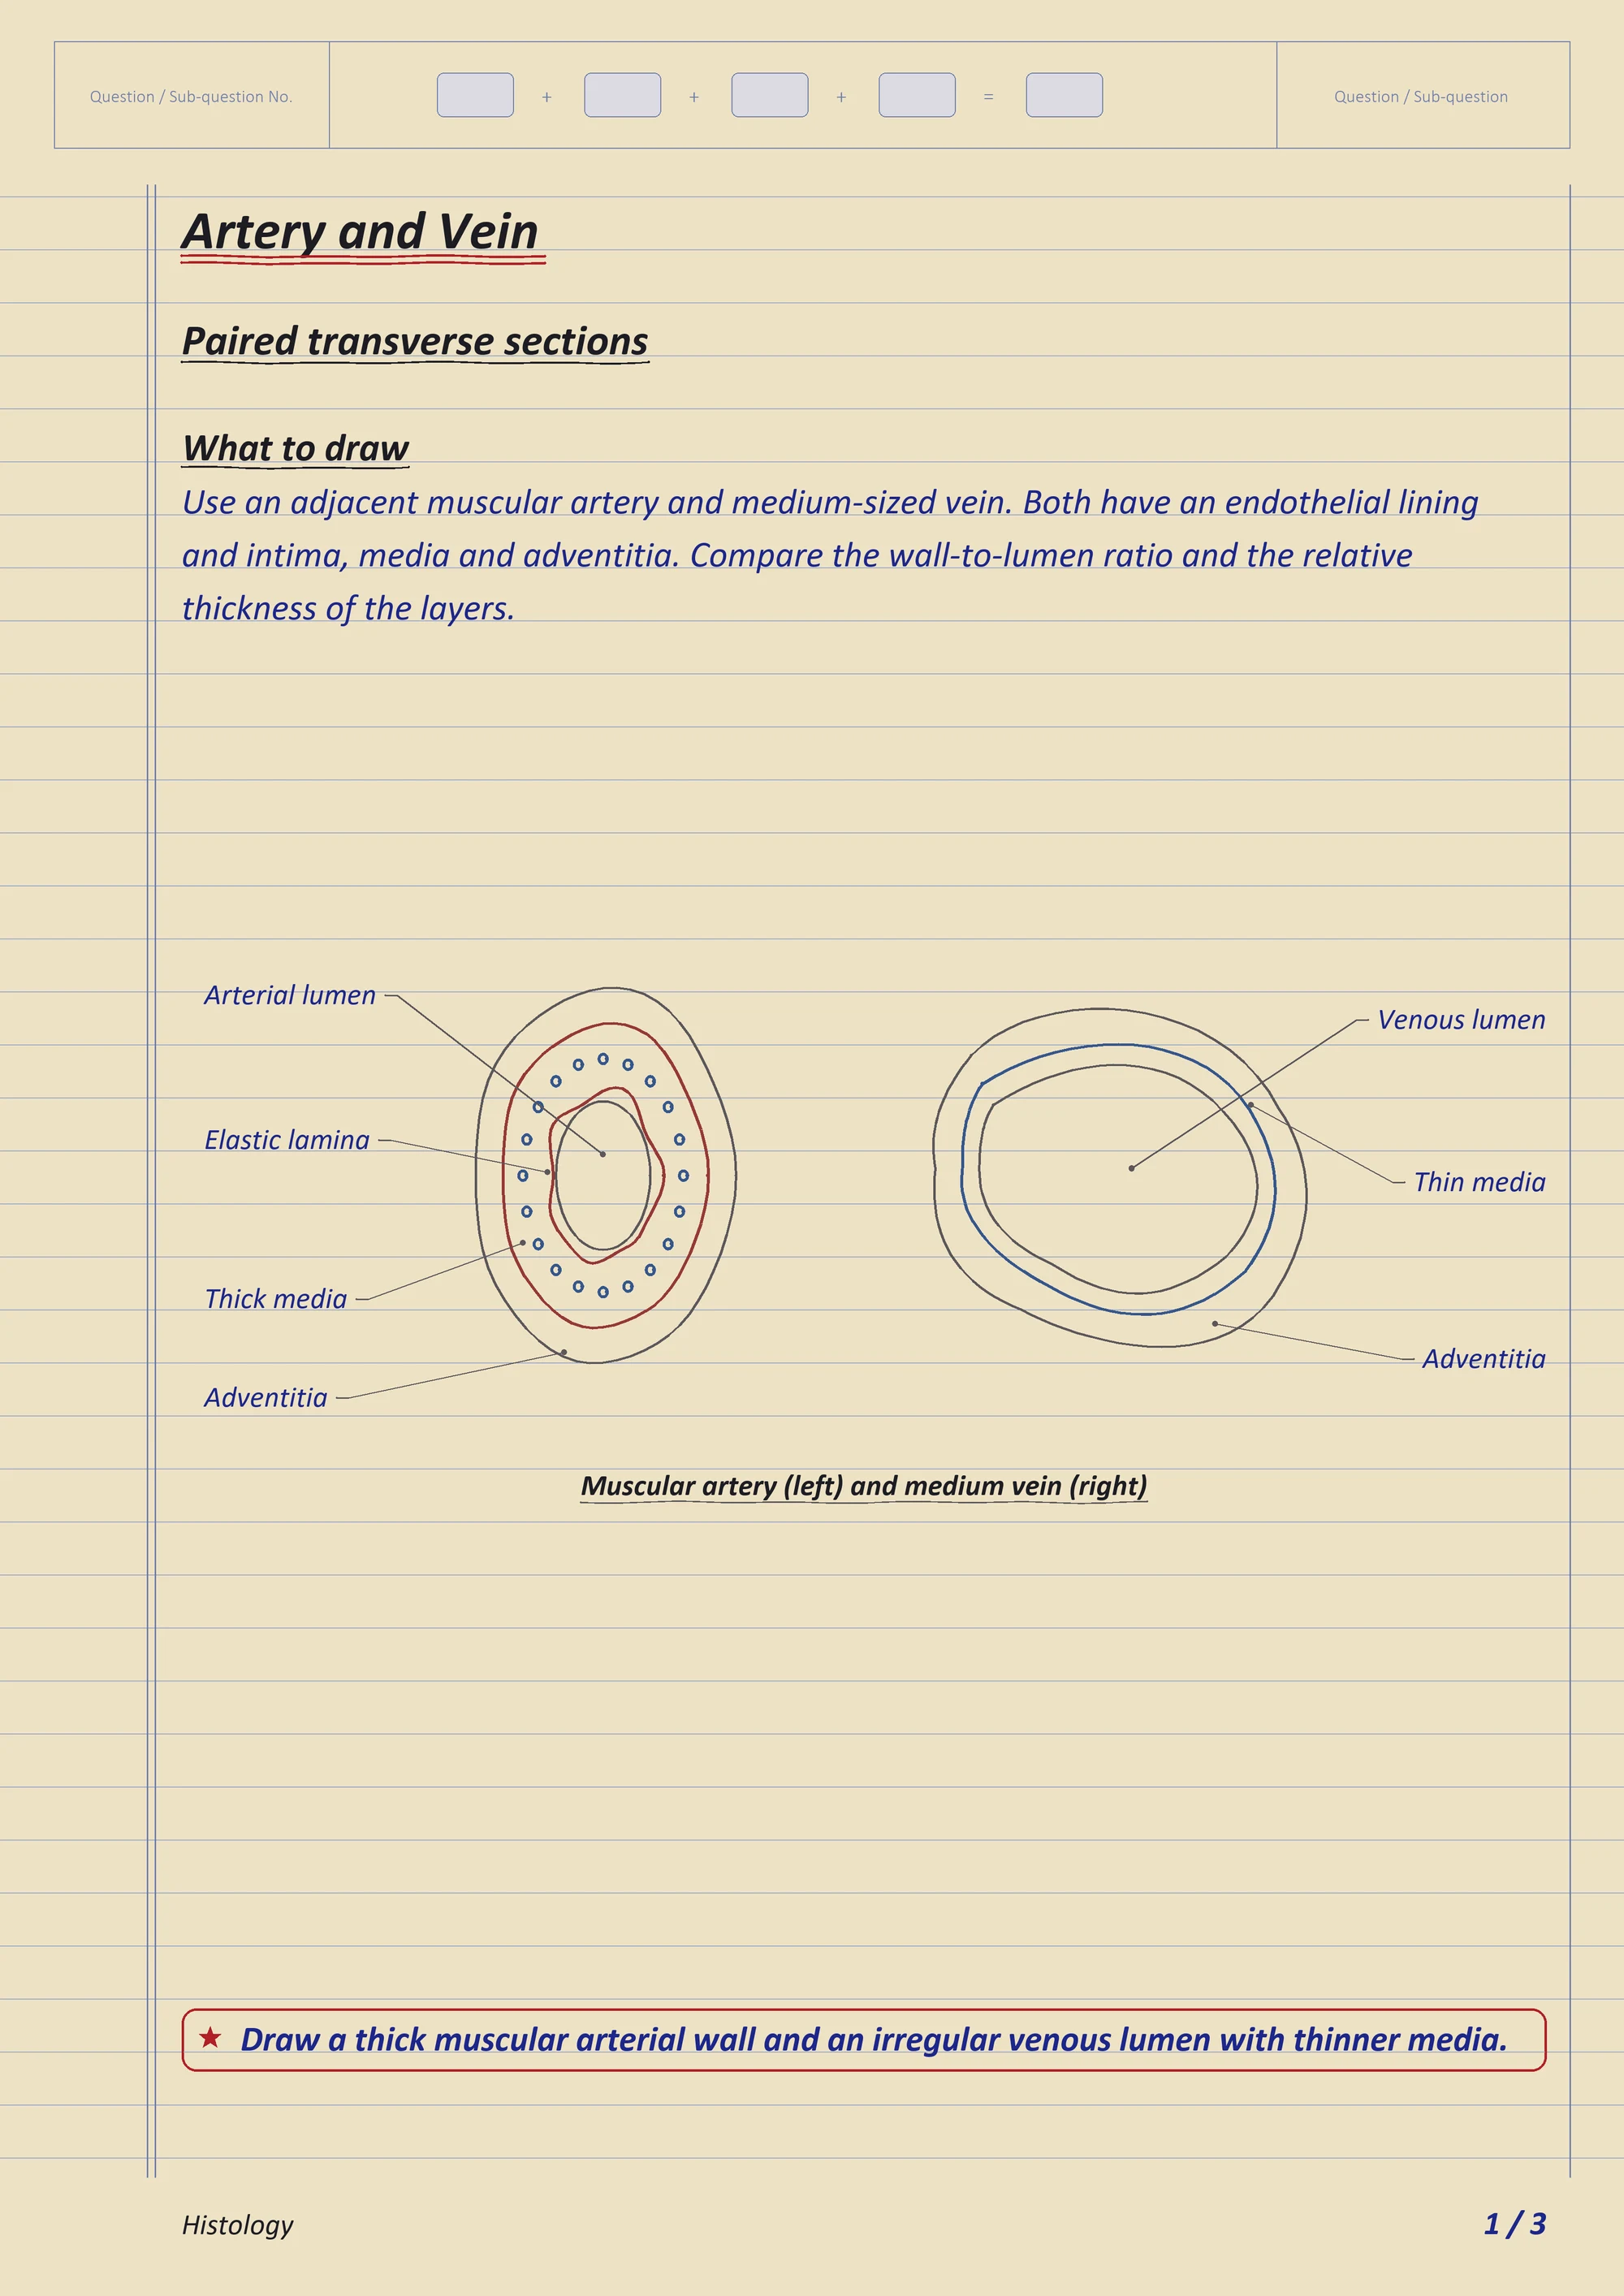 Question / Sub-question No.
+ + + =
Question / Sub-question
Artery and Vein
Paired transverse sections
What to draw
Use an adjacent muscular artery and medium-sized vein. Both have an endothelial lining
and intima, media and adventitia. Compare the wall-to-lumen ratio and the relative
thickness of the layers.
Arterial lumen
Venous lumen
Elastic lamina
Thin media
Thick media
Adventitia
Adventitia
Muscular artery (left) and medium vein (right)
★ Draw a thick muscular arterial wall and an irregular venous lumen with thinner media.
Histology
1 / 3